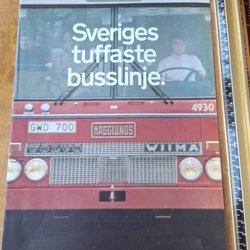 Sveriges
tuffaste
busslinje.
4930
GWD 700
HÄGGLUNDS
VOLVO
WIIMA